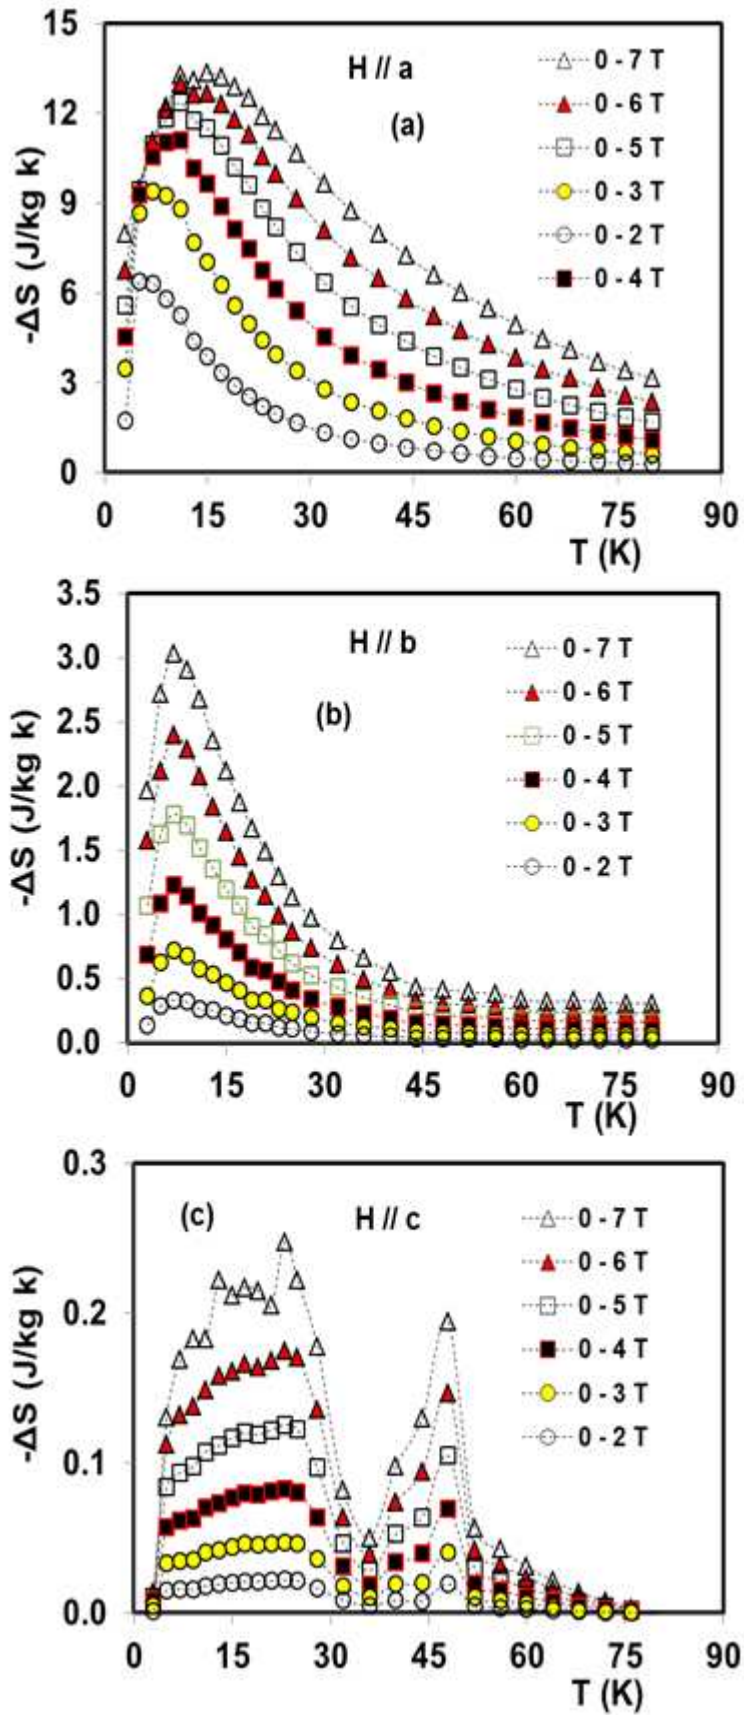 15
12
9
6
3
0
-ΔS (J/kg k)
H // a
(a)
0 - 7 T
0 - 6 T
0 - 5 T
0 - 3 T
0 - 2 T
0 - 4 T
0 15 30 45 60 75 90
T (K)
3.5
3.0
2.5
2.0
1.5
1.0
0.5
0.0
-ΔS (J/kg k)
H // b
(b)
0 - 7 T
0 - 6 T
0 - 5 T
0 - 4 T
0 - 3 T
0 - 2 T
0 15 30 45 60 75 90
T (K)
0.3
0.2
0.1
0.0
-ΔS (J/kg k)
(c)
H // c
0 - 7 T
0 - 6 T
0 - 5 T
0 - 4 T
0 - 3 T
0 - 2 T
0 15 30 45 60 75 90
T (K)